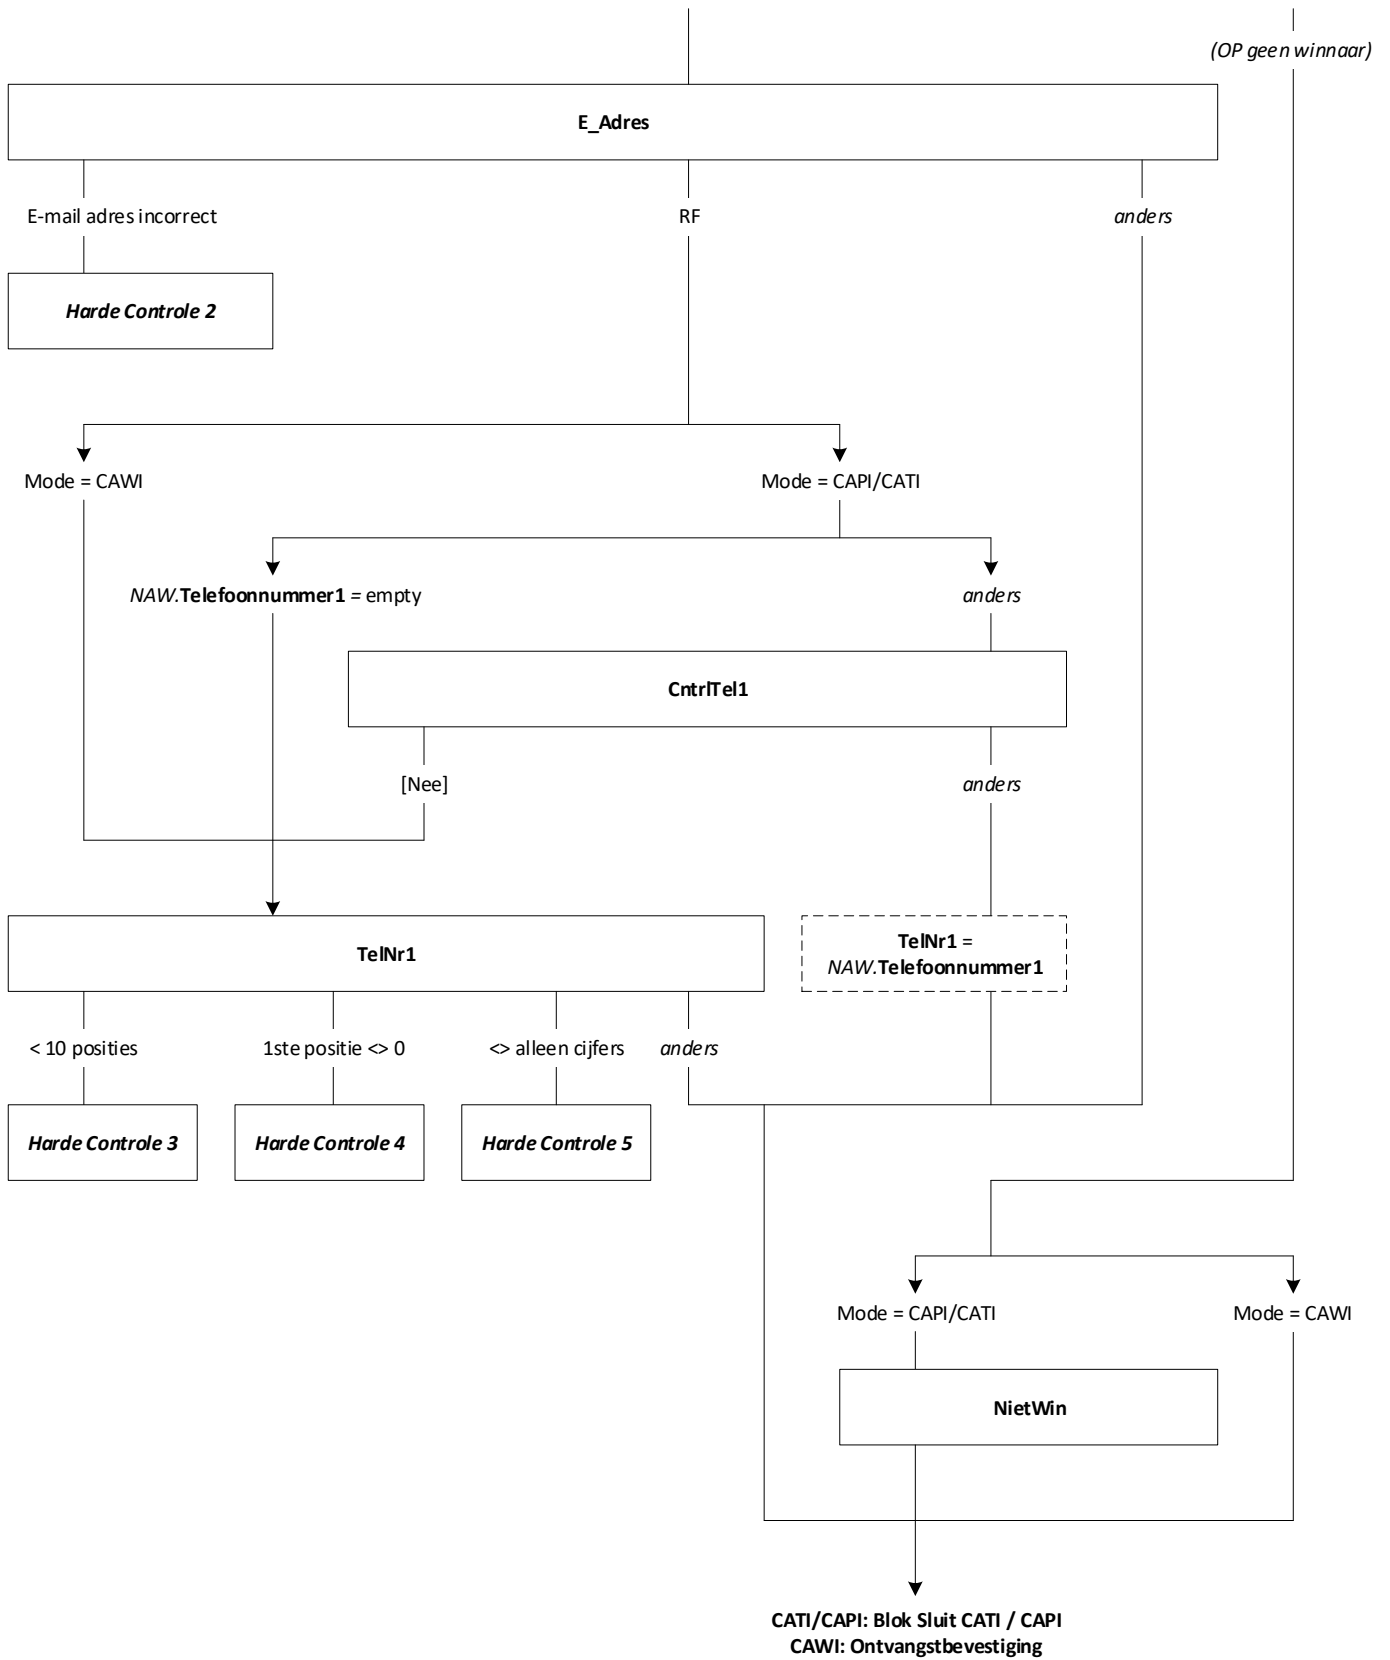 (OP geen winnaar)
E_Adres
E-mail adres incorrect
RF
anders
Harde Controle 2
Mode = CAWI
Mode = CAPI/CATI
NAW.Telefoonnummer1 = empty
anders
CntrlTel1
[Nee]
anders
TelNr1
TelNr1 =
NAW.Telefoonnummer1
< 10 posities
1ste positie <> 0
<> alleen cijfers
anders
Harde Controle 3
Harde Controle 4
Harde Controle 5
Mode = CAPI/CATI
Mode = CAWI
NietWin
CATI/CAPI: Blok Sluit CATI / CAPI
CAWI: Ontvangstbevestiging